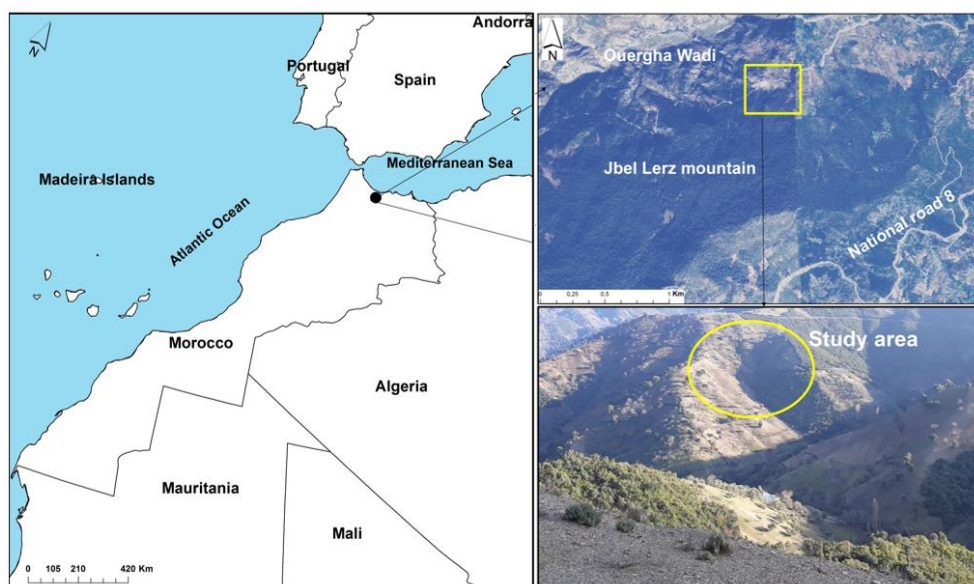 N
Andorra
Portugal
Spain
Mediterranean Sea
Madeira Islands
Atlantic Ocean
Morocco
Algeria
Mauritania
Mali
0 105 210 420 Km
N
Ouergha Wadi
Jbel Lerz mountain
National road 8
0 0,25 0,5 1 Km
Study area